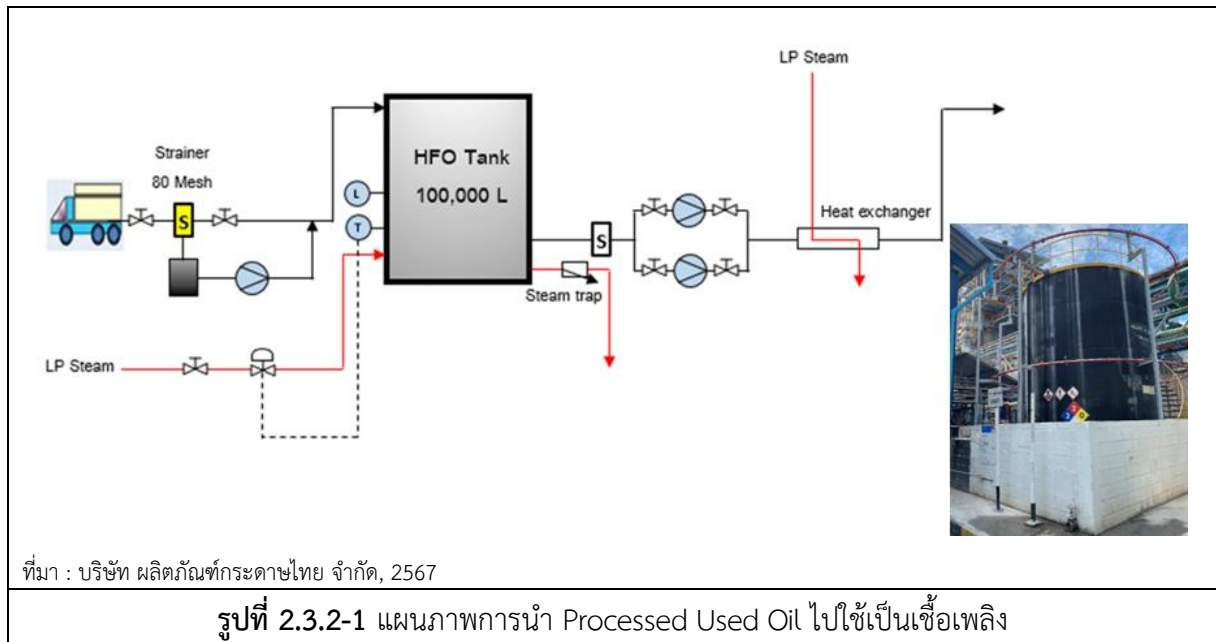 LP Steam
Strainer
80 Mesh
S
HFO Tank
100,000 L
L
T
Heat exchanger
S
Steam trap
LP Steam
ที่มา : บริษัท ผลิตภัณฑ์กระดาษไทย จำกัด, 2567
รูปที่ 2.3.2-1 แผนภาพการนำ Processed Used Oil ไปใช้เป็นเชื้อเพลิง